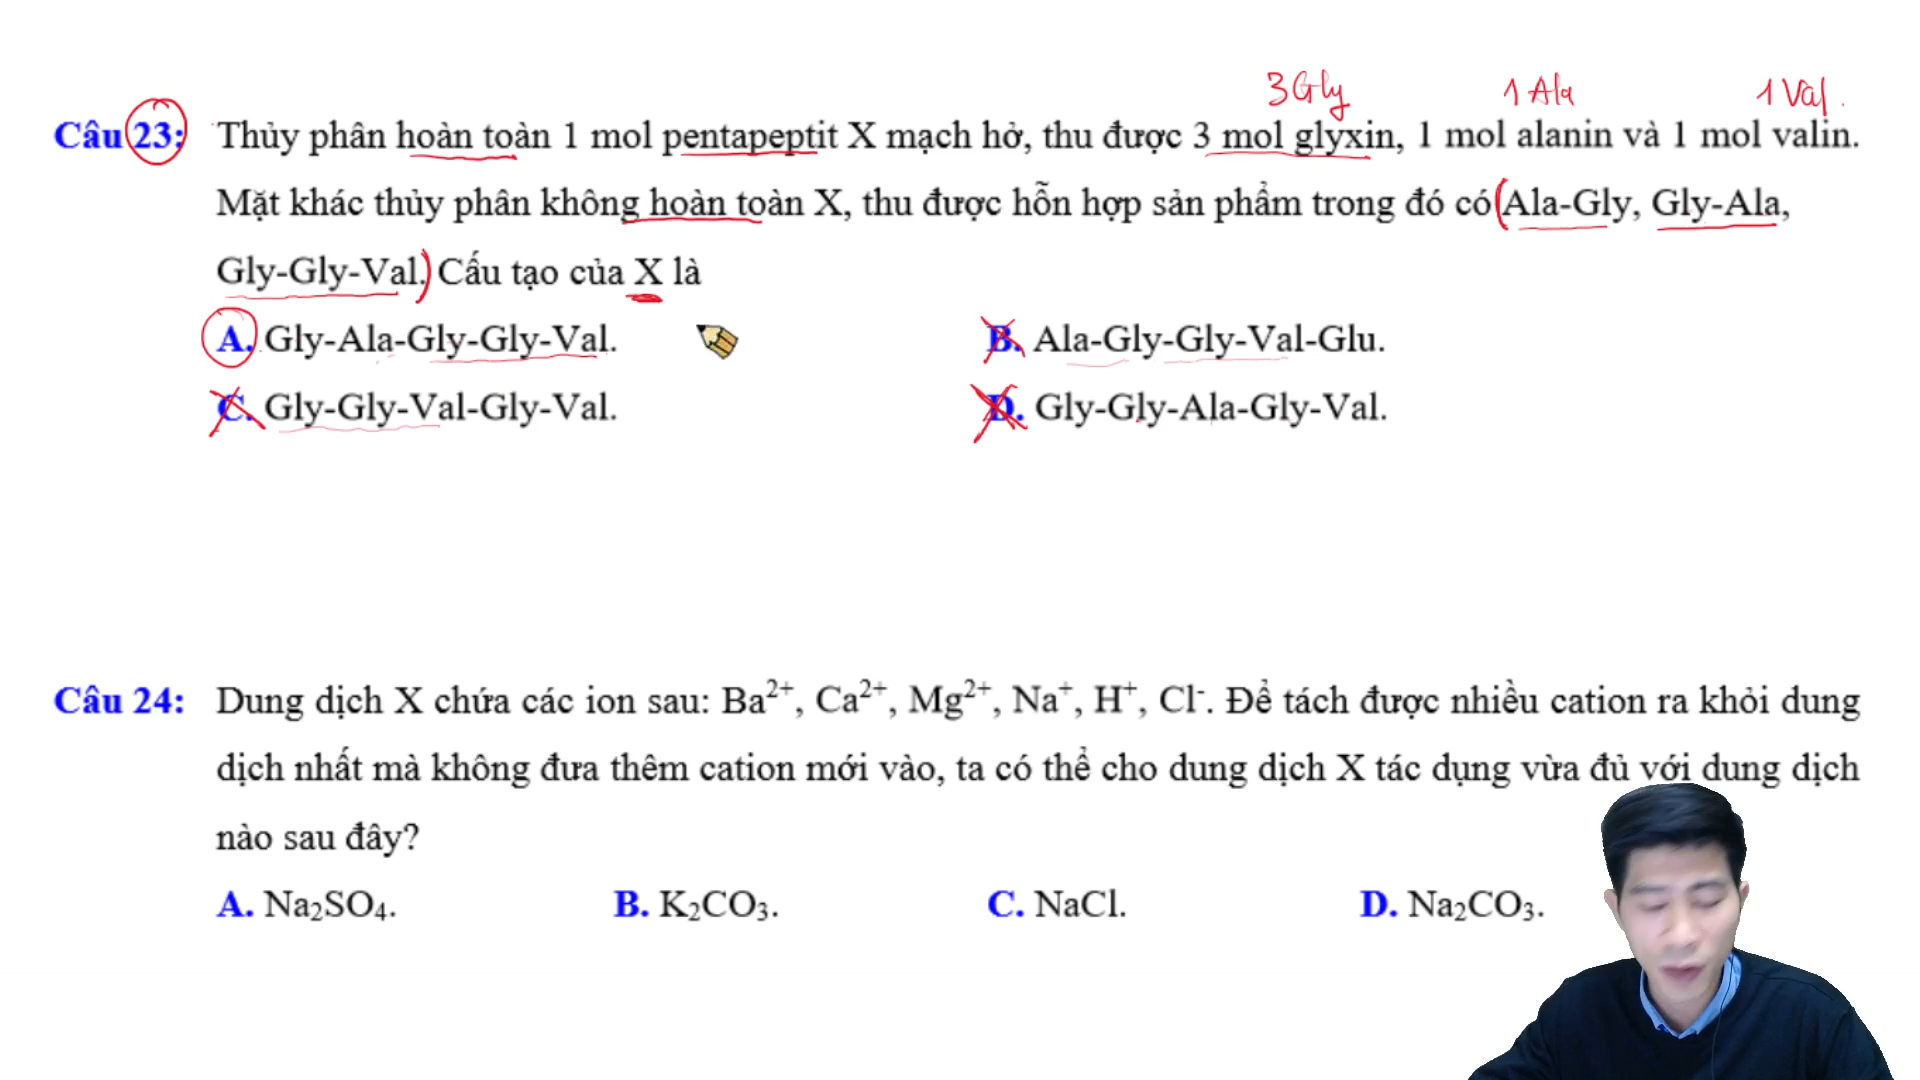 3 Gly 1 Ala 1 Val.
Câu 23: Thủy phân hoàn toàn 1 mol pentapeptit X mạch hở, thu được 3 mol glyxin, 1 mol alanin và 1 mol valin.
Mặt khác thủy phân không hoàn toàn X, thu được hỗn hợp sản phẩm trong đó có (Ala-Gly, Gly-Ala,
Gly-Gly-Val.) Cấu tạo của X là
A. Gly-Ala-Gly-Gly-Val. B. Ala-Gly-Gly-Val-Glu.
C. Gly-Gly-Val-Gly-Val. D. Gly-Gly-Ala-Gly-Val.
Câu 24: Dung dịch X chứa các ion sau: Ba²⁺, Ca²⁺, Mg²⁺, Na⁺, H⁺, Cl⁻. Để tách được nhiều cation ra khỏi dung
dịch nhất mà không đưa thêm cation mới vào, ta có thể cho dung dịch X tác dụng vừa đủ với dung dịch
nào sau đây?
A. Na₂SO₄. B. K₂CO₃. C. NaCl. D. Na₂CO₃.